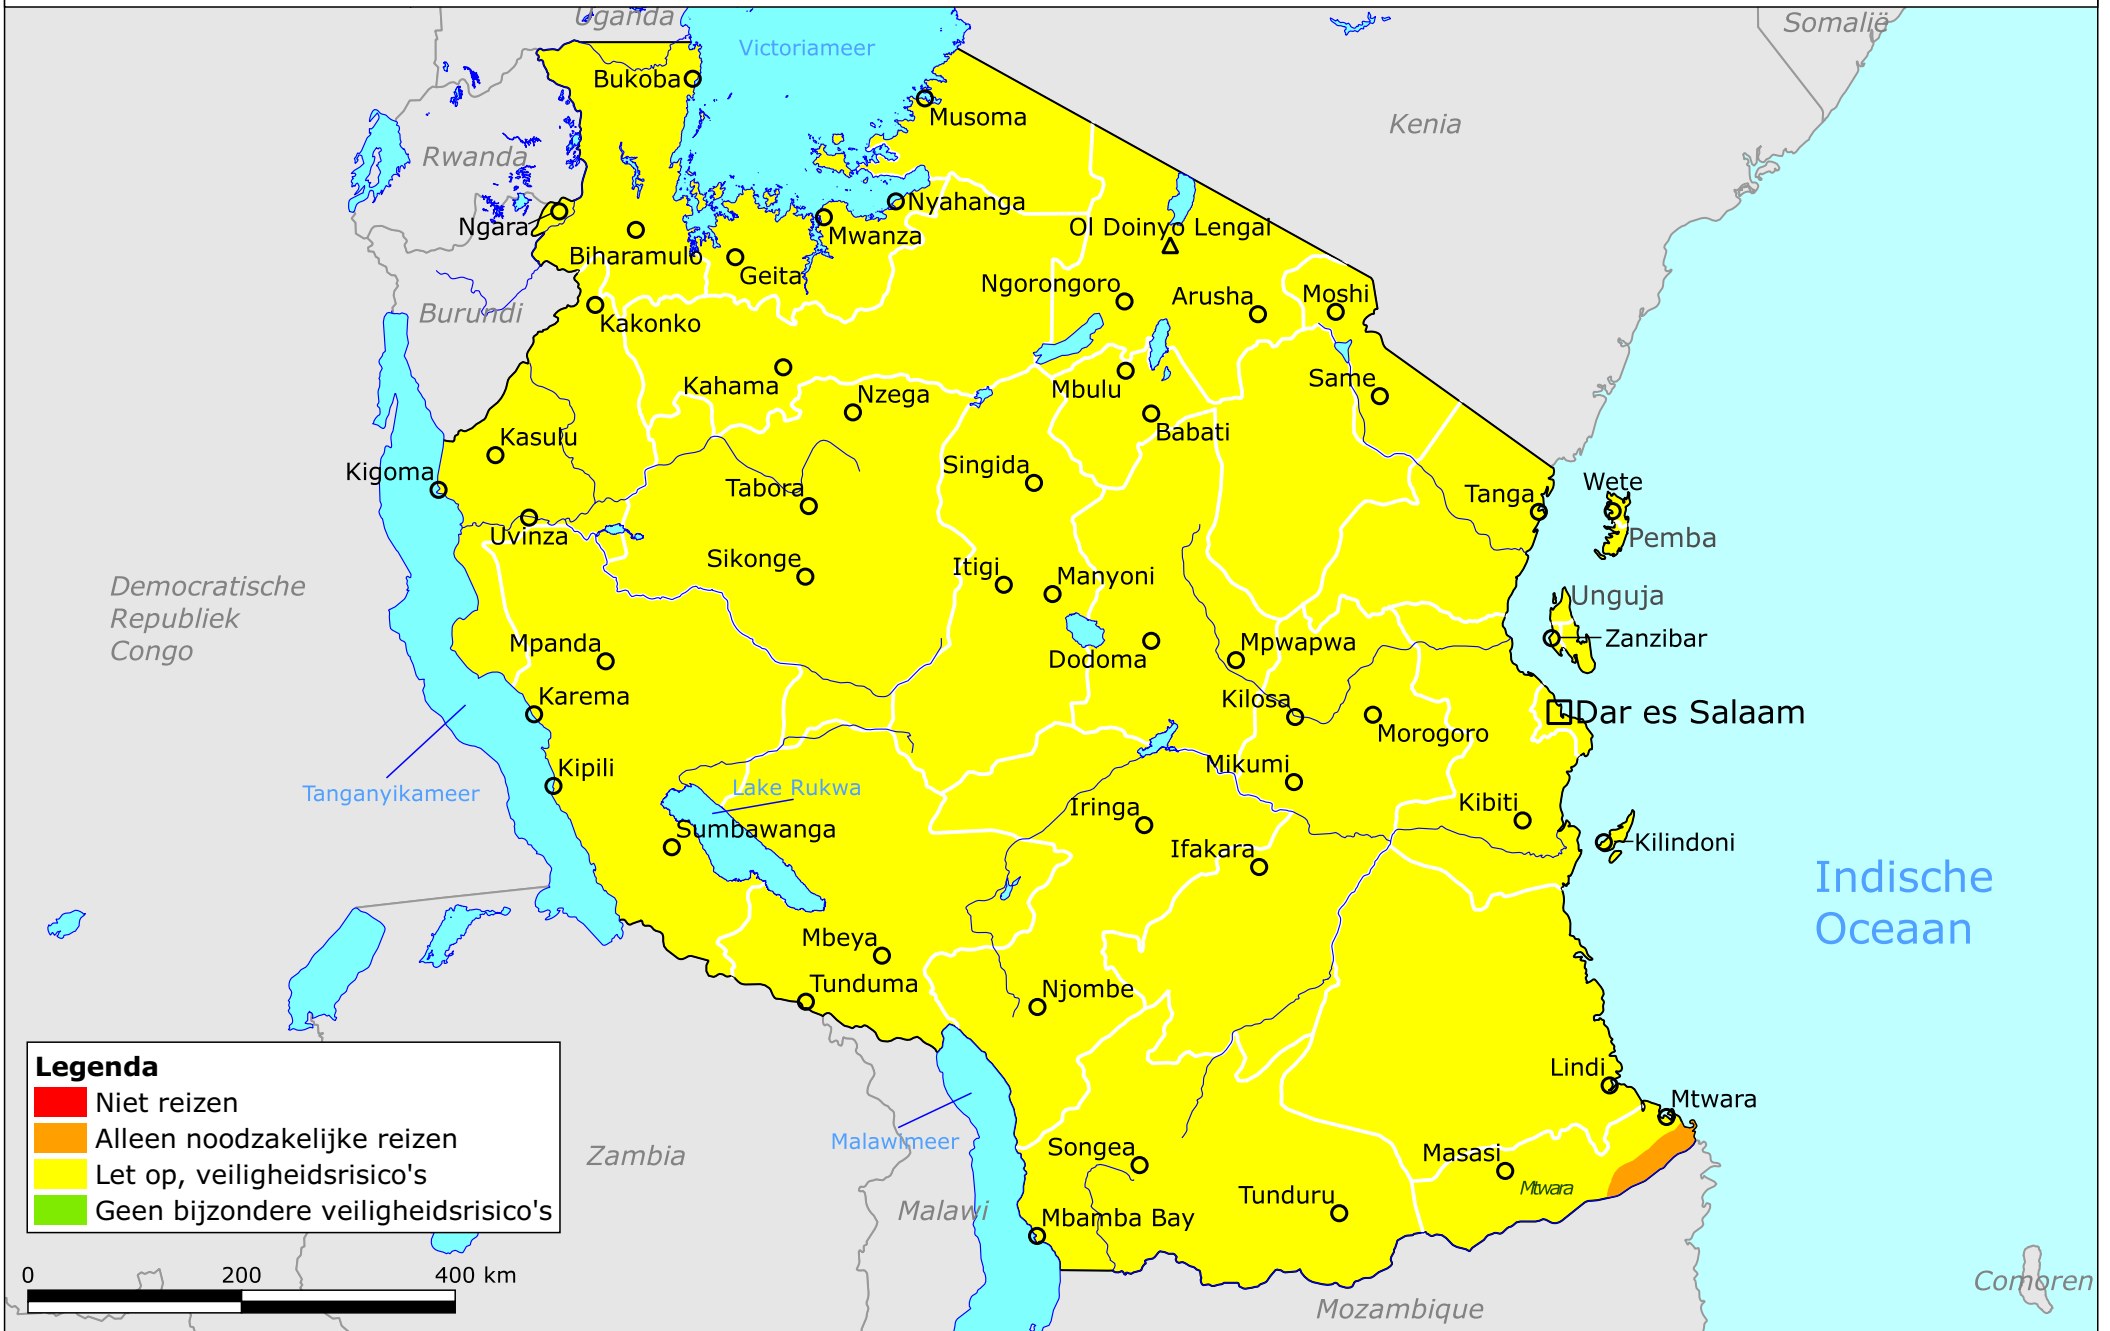 Uganda
Somalië
Victoriameer
Bukoba
Musoma
Kenia
Rwanda
Nyahanga
Ngara
Mwanza
Ol Doinyo Lengai
Biharamulo
Geita
Ngorongoro
Arusha
Moshi
Burundi
Kakonko
Kahama
Nzega
Mbulu
Same
Babati
Kasulu
Kigoma
Singida
Tabora
Tanga
Wete
Uvinza
Pemba
Sikonge
Itigi
Manyoni
Democratische
Republiek
Congo
Unguja
Mpanda
Dodoma
Mpwapwa
Zanzibar
Karema
Kilosa
Dar es Salaam
Morogoro
Kipili
Mikumi
Tanganyikameer
Lake Rukwa
Iringa
Kibiti
Sumbawanga
Ifakara
Kilindoni
Indische
Oceaan
Mbeya
Tunduma
Njombe
Lindi
Mtwara
Legenda
Niet reizen
Alleen noodzakelijke reizen
Let op, veiligheidsrisico's
Geen bijzondere veiligheidsrisico's
Malawimeer
Zambia
Songea
Masasi
Mtwara
Malawi
Mbamba Bay
Tunduru
0 200 400 km
Mozambique
Comoren